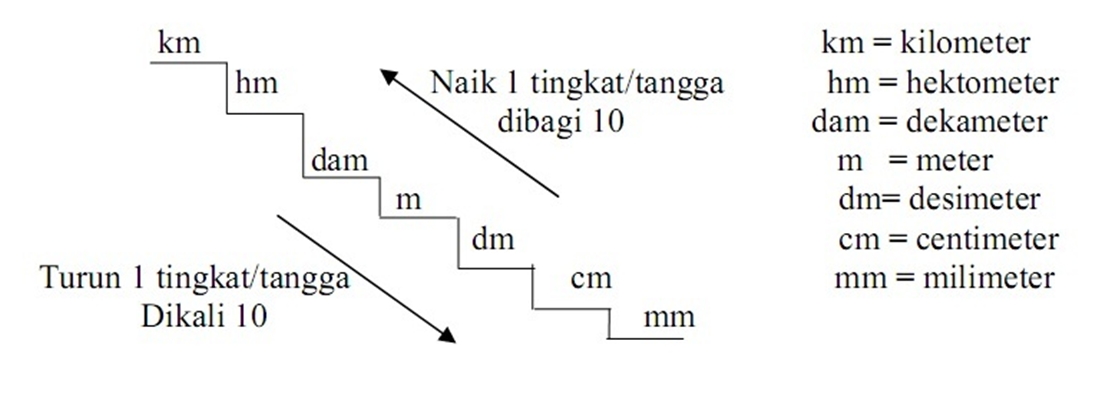 km
hm
dam
m
dm
cm
mm
Naik 1 tingkat/tangga
dibagi 10
Turun 1 tingkat/tangga
Dikali 10
km = kilometer
hm = hektometer
dam = dekameter
m = meter
dm= desimeter
cm = centimeter
mm = milimeter